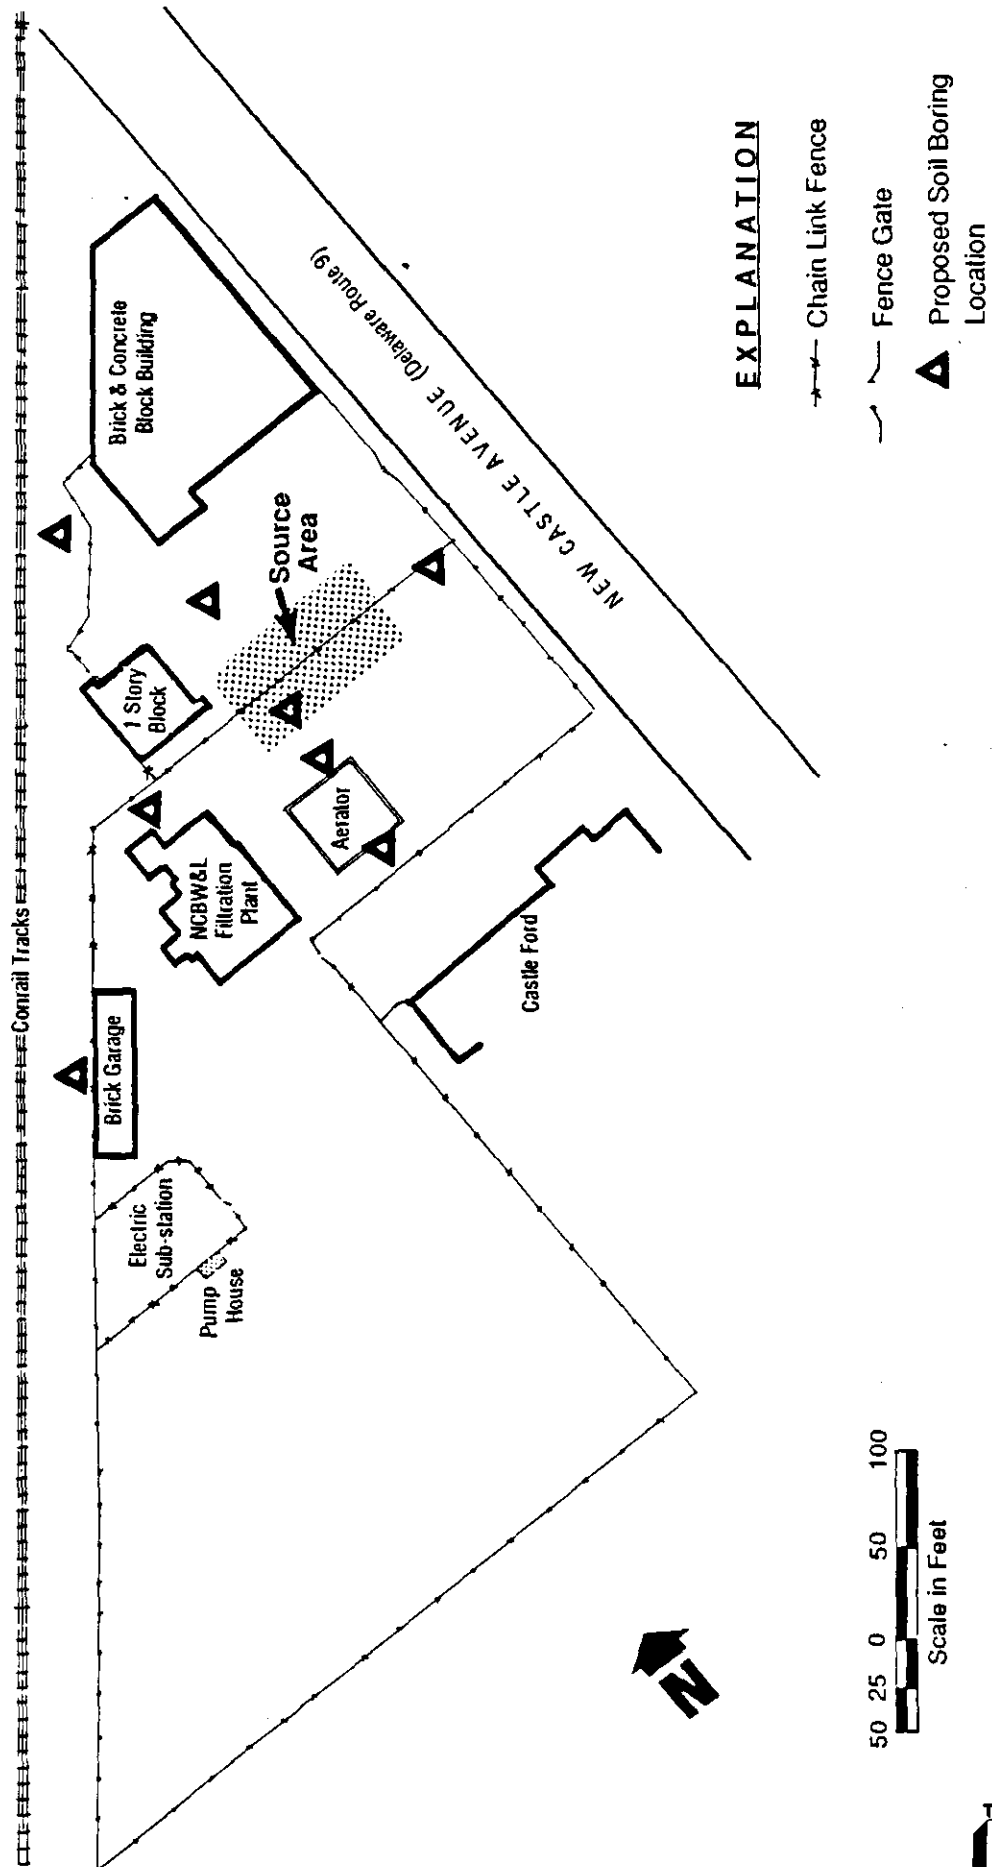 Conrail Tracks
Brick & Concrete
Block Building
Source
Area
1 Story
Block
NCBW&L
Filtration
Plant
Aerator
Brick Garage
Electric
Sub-station
Pump
House
Castle Ford
NEW CASTLE AVENUE (Delaware Route 9)
EXPLANATION
Chain Link Fence
Fence Gate
Proposed Soil Boring
Location
N
50 25 0 50 100
Scale in Feet